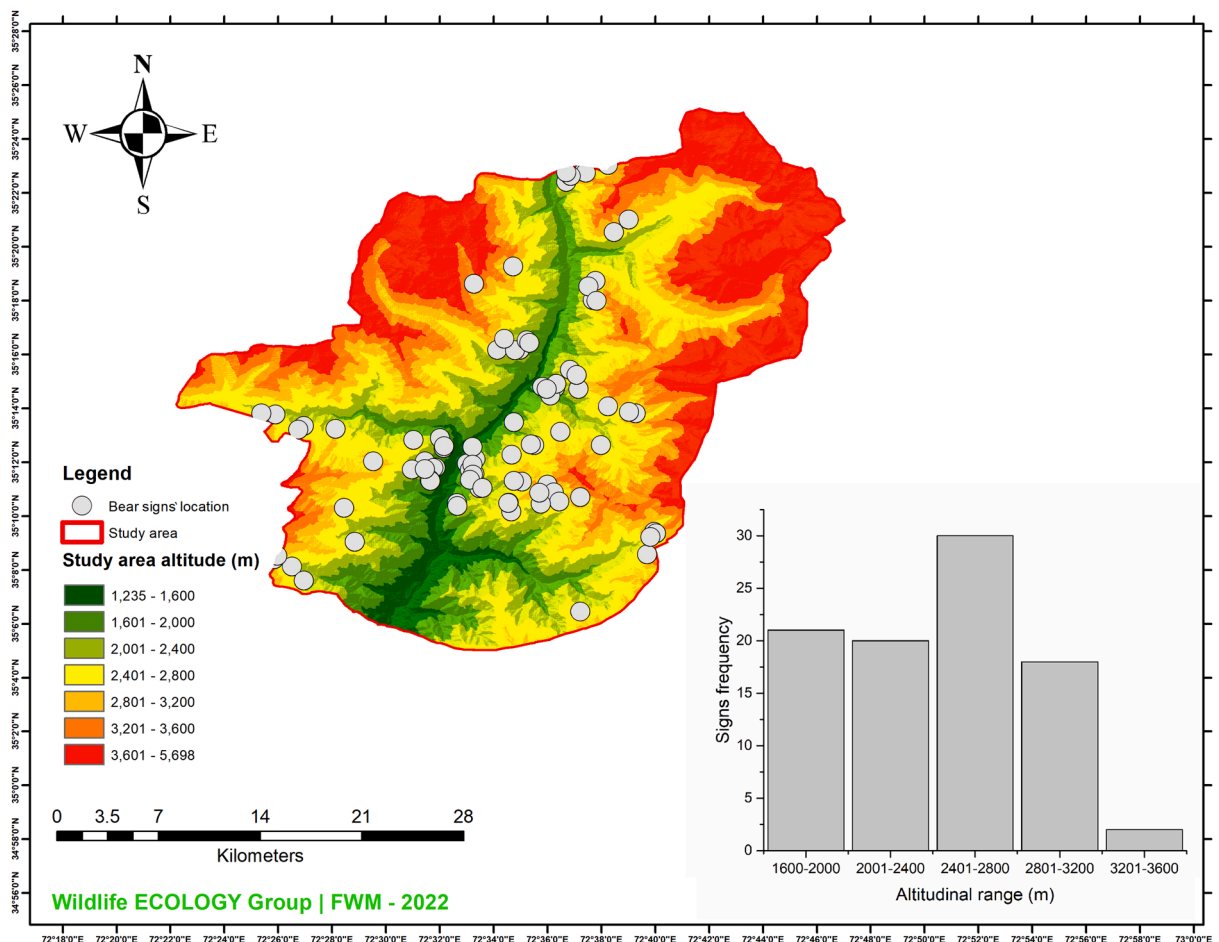 N
W E
S
Legend
Bear signs' location
Study area
Study area altitude (m)
1,235 - 1,600
1,601 - 2,000
2,001 - 2,400
2,401 - 2,800
2,801 - 3,200
3,201 - 3,600
3,601 - 5,698
0 3.5 7 14 21 28
Kilometers
Wildlife ECOLOGY Group | FWM - 2022
35°28'0"N
35°26'0"N
35°24'0"N
35°22'0"N
35°20'0"N
35°18'0"N
35°16'0"N
35°14'0"N
35°12'0"N
35°10'0"N
35°8'0"N
35°6'0"N
35°4'0"N
35°2'0"N
35°0'0"N
34°58'0"N
34°56'0"N
72°18'0"E 72°20'0"E 72°22'0"E 72°24'0"E 72°26'0"E 72°28'0"E 72°30'0"E 72°32'0"E 72°34'0"E 72°36'0"E 72°38'0"E 72°40'0"E 72°42'0"E 72°44'0"E 72°46'0"E 72°48'0"E 72°50'0"E 72°52'0"E 72°54'0"E 72°56'0"E 72°58'0"E 73°0'0"E
Signs frequency
30
25
20
15
10
5
0
1600-2000 2001-2400 2401-2800 2801-3200 3201-3600
Altitudinal range (m)